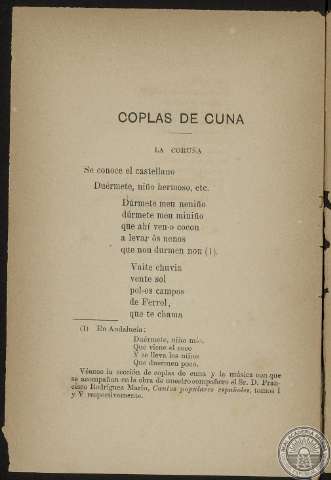 COPLAS DE CUNA
LA CORUÑA
Se conoce el castellano
Duérmete, niño hermoso, etc.
Dúrmete meu neniño
dúrmete meu miniño
que ahí ven-o cocon
a levar ôs nenos
que nou durmen non (1).
Vaite chuvia
vente sol
pol-os campos
de Ferrol,
que te chama
(1) En Andalucía:
Duérmete, niño mío,
Que viene el coco
Y se lleva los niños
Que duermen poco.
Véanse la sección de coplas de cuna y la música con que
se acompañan en la obra de nuestro compañero el Sr. D. Fran-
cisco Rodríguez Marín, Cantos populares españoles, tomos I
y V respectivamente.